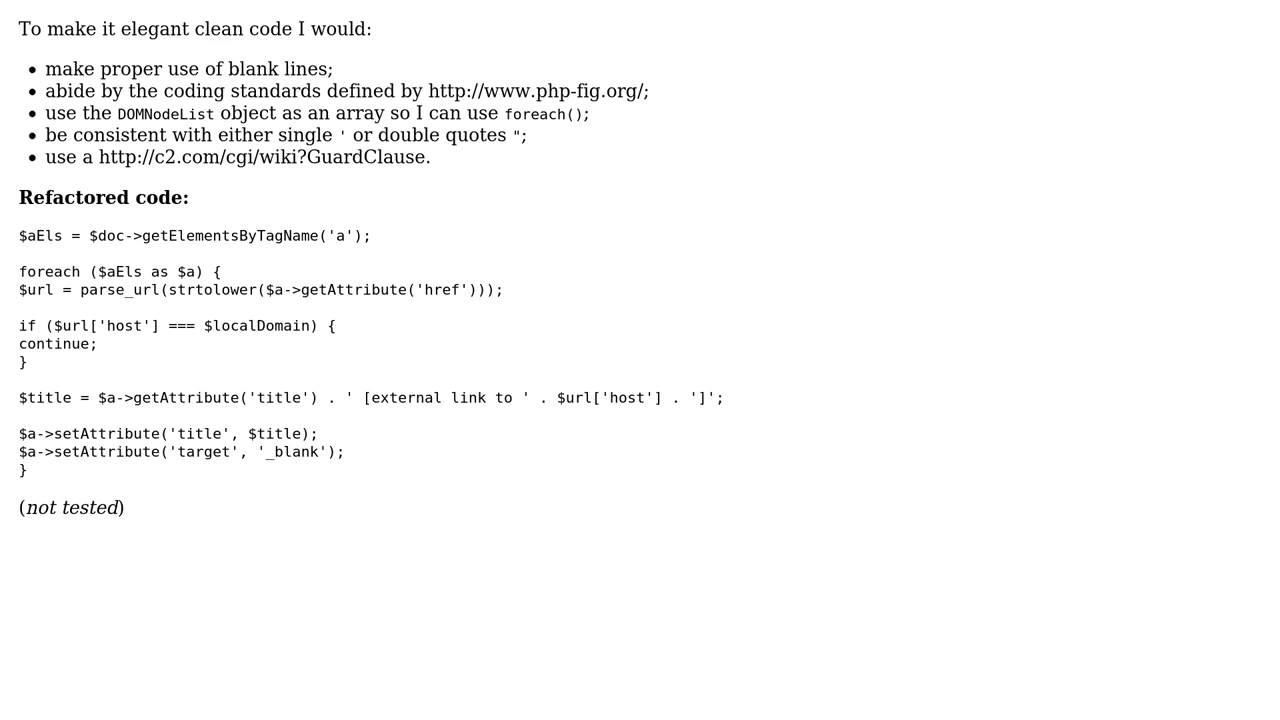 To make it elegant clean code I would:
• make proper use of blank lines;
• abide by the coding standards defined by http://www.php-fig.org/;
• use the DOMNodeList object as an array so I can use foreach();
• be consistent with either single ' or double quotes ";
• use a http://c2.com/cgi/wiki?GuardClause.
Refactored code:
$aEls = $doc->getElementsByTagName('a');
foreach ($aEls as $a) {
$url = parse_url(strtolower($a->getAttribute('href')));
if ($url['host'] === $localDomain) {
continue;
}
$title = $a->getAttribute('title') . ' [external link to ' . $url['host'] . ']';
$a->setAttribute('title', $title);
$a->setAttribute('target', '_blank');
}
(not tested)